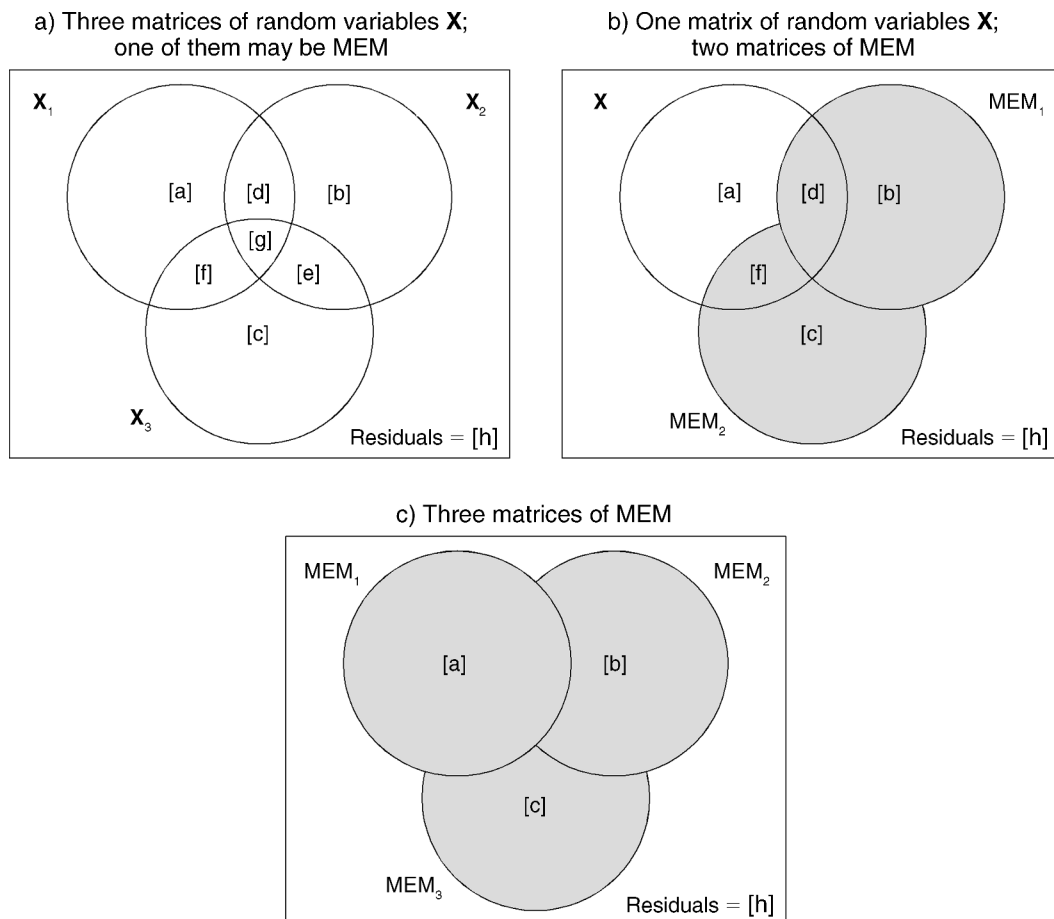 a) Three matrices of random variables X;
one of them may be MEM
X1
X2
[a]
[d]
[b]
[g]
[f]
[e]
[c]
X3
Residuals = [h]
b) One matrix of random variables X;
two matrices of MEM
X
MEM1
[a]
[d]
[b]
[f]
[c]
MEM2
Residuals = [h]
c) Three matrices of MEM
MEM1
MEM2
[a]
[b]
[c]
MEM3
Residuals = [h]